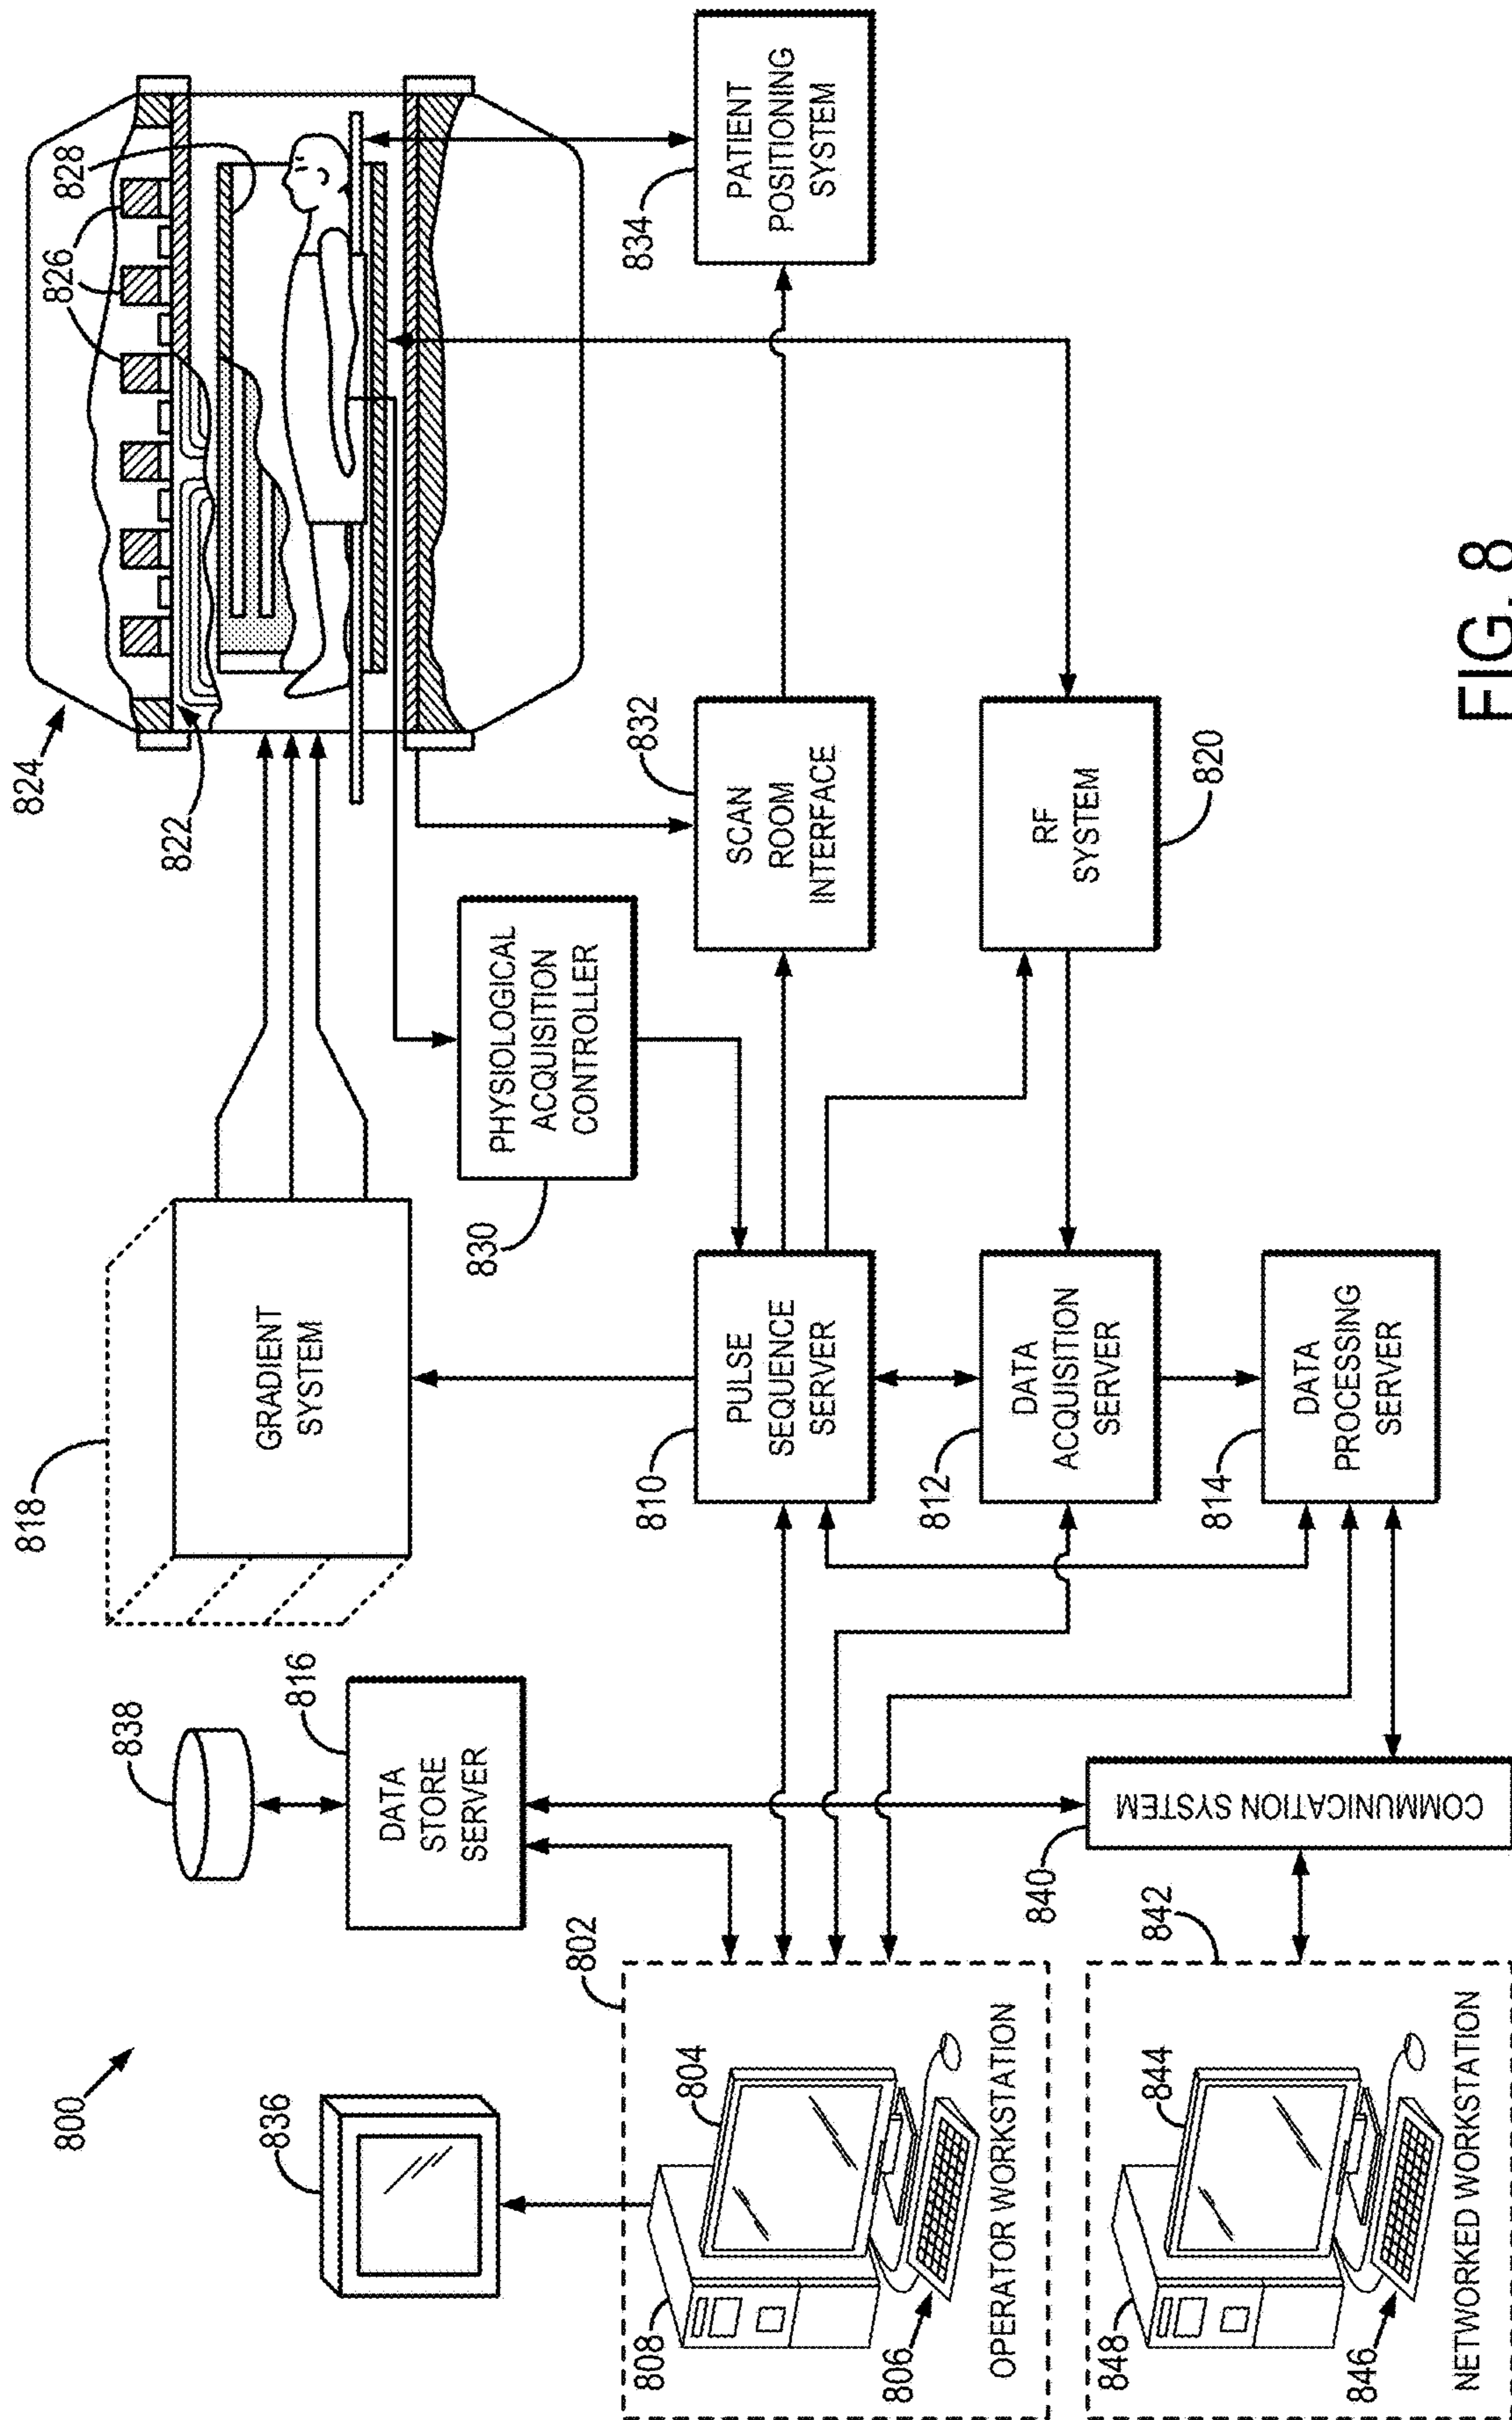 800
836
838
816
DATA
STORE
SERVER
818
GRADIENT
SYSTEM
824
822
826
828
830
PHYSIOLOGICAL
ACQUISITION
CONTROLLER
802
808
804
806
OPERATOR WORKSTATION
810
PULSE
SEQUENCE
SERVER
832
SCAN
ROOM
INTERFACE
834
PATIENT
POSITIONING
SYSTEM
812
DATA
ACQUISITION
SERVER
RF
SYSTEM
820
842
848
844
846
NETWORKED WORKSTATION
840
COMMUNICATION SYSTEM
814
DATA
PROCESSING
SERVER
FIG. 8